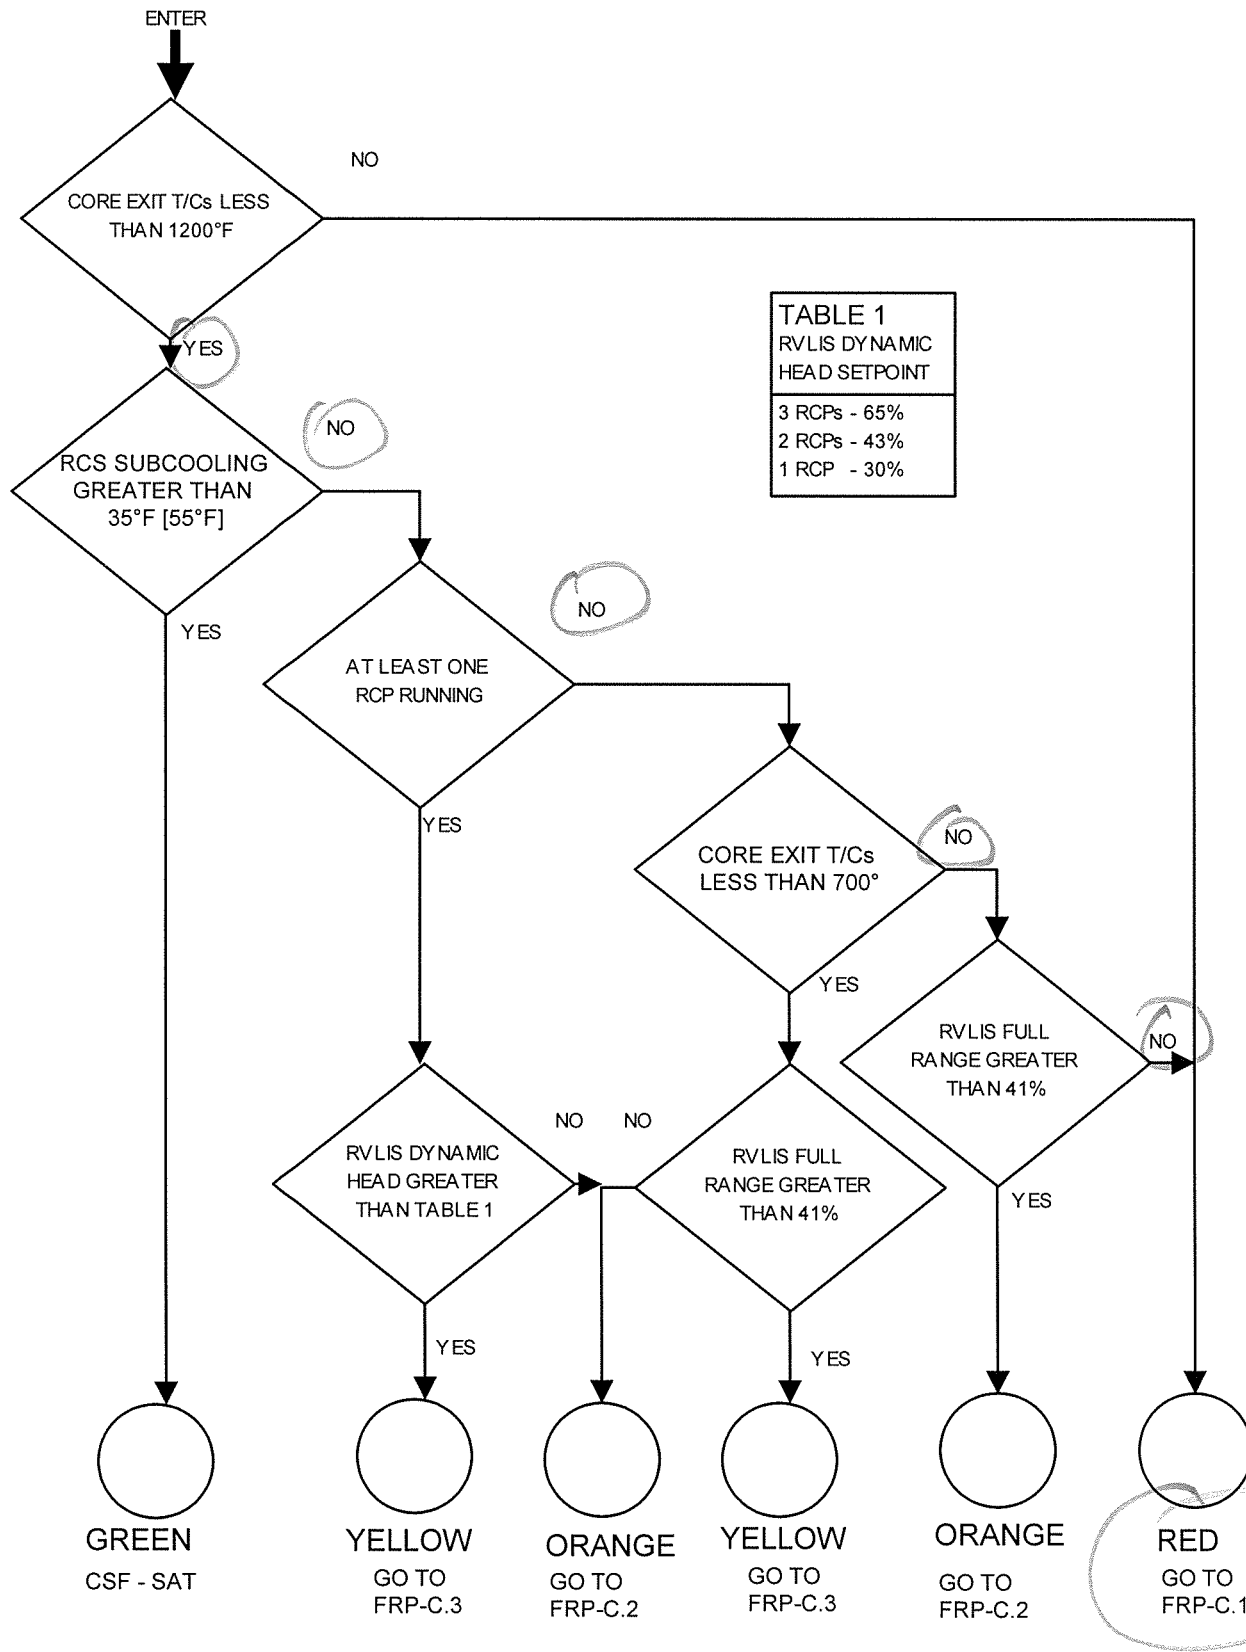 ENTER
NO
CORE EXIT T/Cs LESS
THAN 1200°F
YES
TABLE 1
RVLIS DYNAMIC
HEAD SETPOINT
3 RCPs - 65%
2 RCPs - 43%
1 RCP - 30%
NO
RCS SUBCOOLING
GREATER THAN
35°F [55°F]
YES
NO
AT LEAST ONE
RCP RUNNING
YES
NO
CORE EXIT T/Cs
LESS THAN 700°
YES
NO
RVLIS FULL
RANGE GREATER
THAN 41%
YES
NO
NO
RVLIS DYNAMIC
HEAD GREATER
THAN TABLE 1
YES
RVLIS FULL
RANGE GREATER
THAN 41%
YES
GREEN
CSF - SAT
YELLOW
GO TO
FRP-C.3
ORANGE
GO TO
FRP-C.2
YELLOW
GO TO
FRP-C.3
ORANGE
GO TO
FRP-C.2
RED
GO TO
FRP-C.1